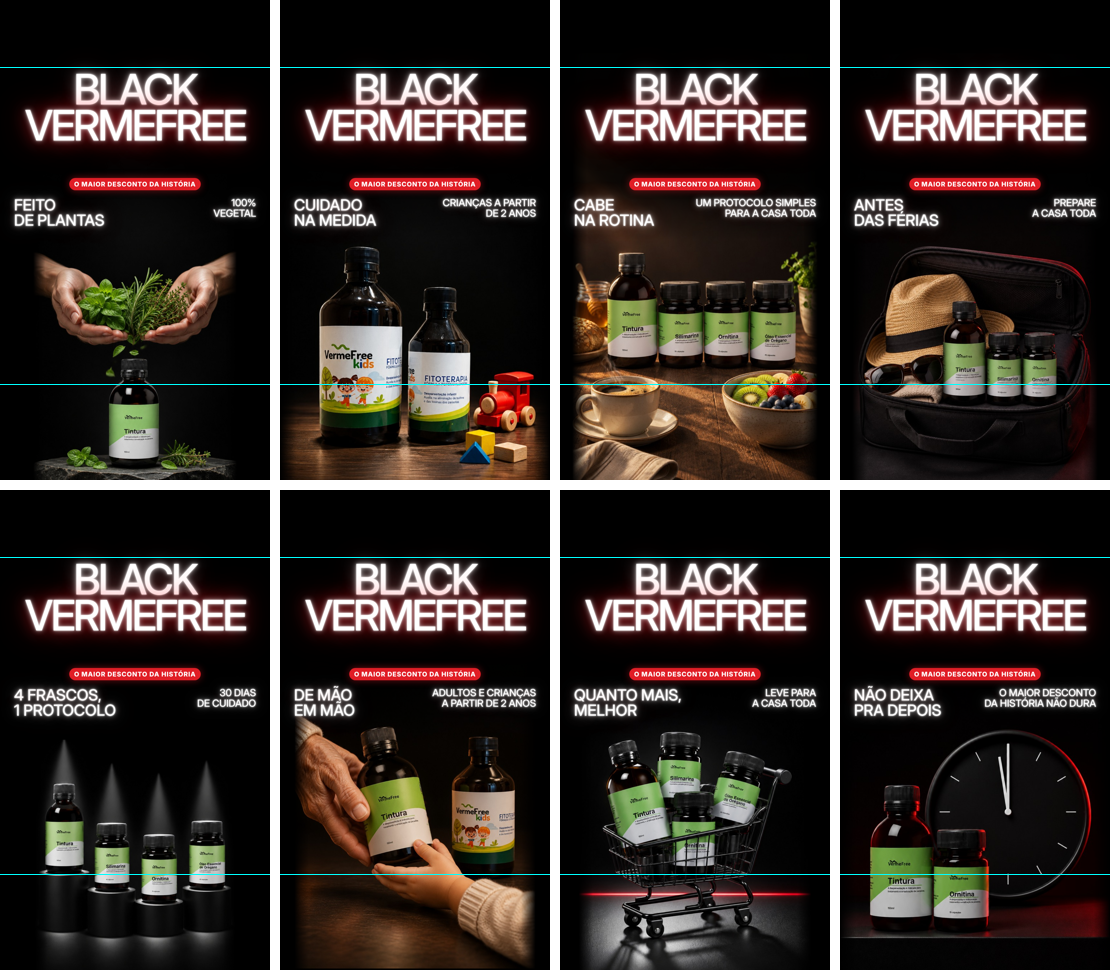 BLACK
VERMEFREE
O MAIOR DESCONTO DA HISTÓRIA
FEITO
DE PLANTAS
100%
VEGETAL
VermeFree
Tintura
BLACK
VERMEFREE
O MAIOR DESCONTO DA HISTÓRIA
CUIDADO
NA MEDIDA
CRIANÇAS A PARTIR
DE 2 ANOS
VermeFree
kids
FITOTERAPIA
BLACK
VERMEFREE
O MAIOR DESCONTO DA HISTÓRIA
CABE
NA ROTINA
UM PROTOCOLO SIMPLES
PARA A CASA TODA
Tintura
Silimarina
Ornitina
Óleo Essencial
de Orégano
BLACK
VERMEFREE
O MAIOR DESCONTO DA HISTÓRIA
ANTES
DAS FÉRIAS
PREPARE
A CASA TODA
Tintura
Silimarina
Ornitina
BLACK
VERMEFREE
O MAIOR DESCONTO DA HISTÓRIA
4 FRASCOS,
1 PROTOCOLO
30 DIAS
DE CUIDADO
Tintura
Silimarina
Ornitina
Óleo Essencial
de Orégano
BLACK
VERMEFREE
O MAIOR DESCONTO DA HISTÓRIA
DE MÃO
EM MÃO
ADULTOS E CRIANÇAS
A PARTIR DE 2 ANOS
VermeFree
Tintura
VermeFree
kids
BLACK
VERMEFREE
O MAIOR DESCONTO DA HISTÓRIA
QUANTO MAIS,
MELHOR
LEVE PARA
A CASA TODA
Tintura
Silimarina
Óleo Essencial
de Orégano
Ornitina
BLACK
VERMEFREE
O MAIOR DESCONTO DA HISTÓRIA
NÃO DEIXA
PRA DEPOIS
O MAIOR DESCONTO
DA HISTÓRIA NÃO DURA
VermeFree
Tintura
Ornitina